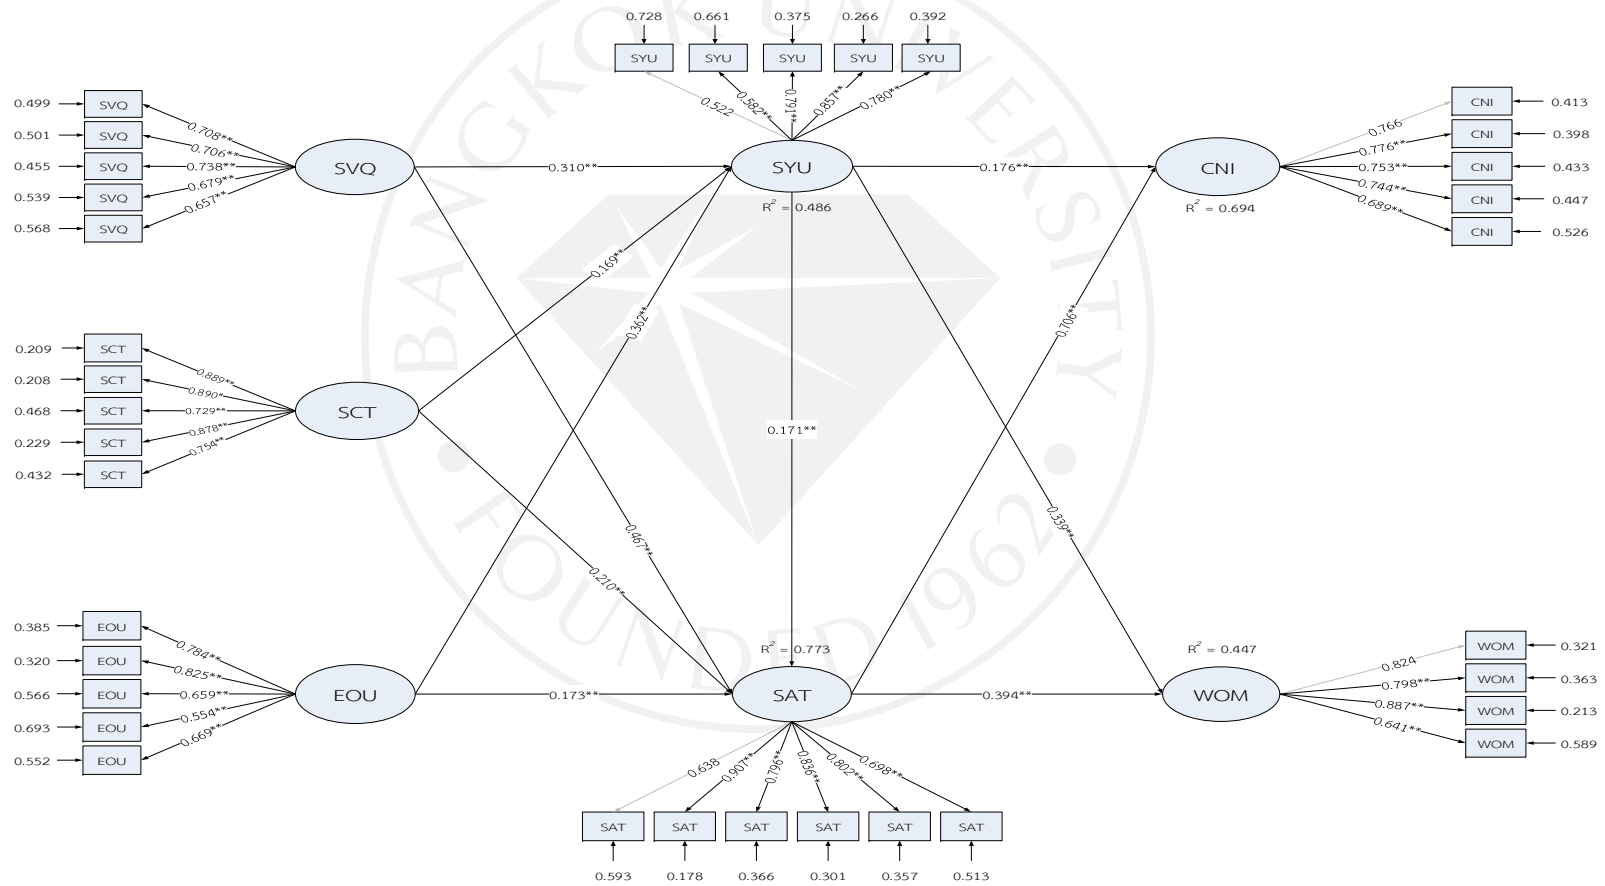 0.728 0.661 0.375 0.266 0.392
SYU SYU SYU SYU SYU
0.522 0.582** 0.791** 0.857** 0.780**
0.499 SVQ 0.708**
0.501 SVQ 0.706**
0.455 SVQ 0.738**
0.539 SVQ 0.679**
0.568 SVQ 0.657**
SVQ 0.310** SYU 0.176** CNI
R² = 0.486
R² = 0.694
0.766 CNI 0.413
0.776** CNI 0.398
0.753** CNI 0.433
0.744** CNI 0.447
0.689** CNI 0.526
0.169**
0.362**
0.706**
0.209 SCT 0.889**
0.208 SCT 0.890*
0.468 SCT 0.729**
0.229 SCT 0.878**
0.432 SCT 0.754**
SCT
0.171**
0.467**
0.339**
0.210**
0.385 EOU 0.784**
0.320 EOU 0.825**
0.566 EOU 0.659**
0.693 EOU 0.554**
0.552 EOU 0.669**
R² = 0.773
R² = 0.447
EOU 0.173** SAT 0.394** WOM
0.824 WOM 0.321
0.798** WOM 0.363
0.887** WOM 0.213
0.641** WOM 0.589
0.638 0.907** 0.796** 0.836** 0.802** 0.698**
SAT SAT SAT SAT SAT SAT
0.593 0.178 0.366 0.301 0.357 0.513
BANGKOK UNIVERSITY
FOUNDED 1962